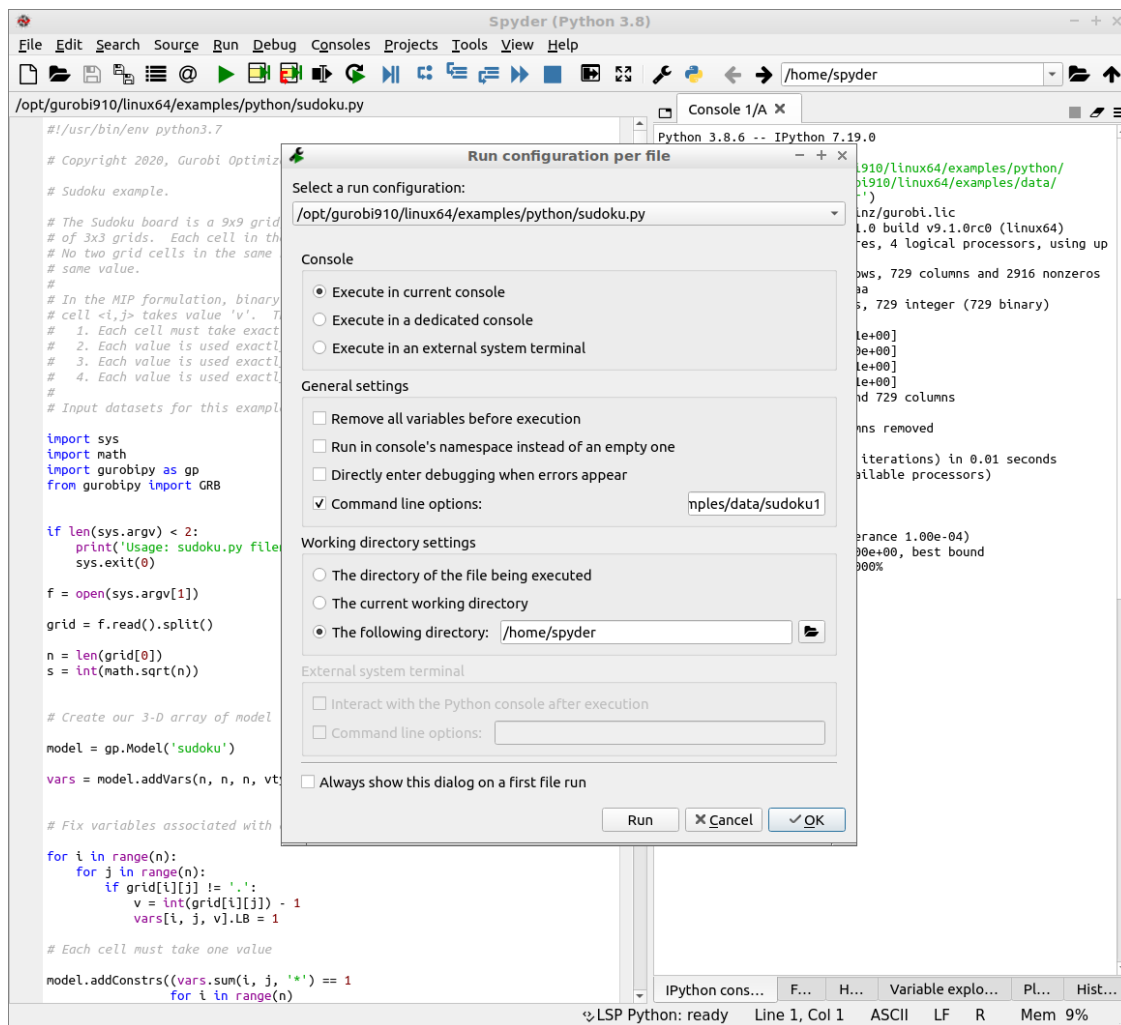 Spyder (Python 3.8)
File Edit Search Source Run Debug Consoles Projects Tools View Help
/home/spyder
/opt/gurobi910/linux64/examples/python/sudoku.py
#!/usr/bin/env python3.7
# Copyright 2020, Gurobi Optimiz
# Sudoku example.
# The Sudoku board is a 9x9 grid
# of 3x3 grids.  Each cell in the
# No two grid cells in the same
# same value.
#
# In the MIP formulation, binary
# cell <i,j> takes value 'v'.
#   1. Each cell must take exact
#   2. Each value is used exactl
#   3. Each value is used exactl
#   4. Each value is used exactl
#
# Input datasets for this exampl
import sys
import math
import gurobipy as gp
from gurobipy import GRB
if len(sys.argv) < 2:
    print('Usage: sudoku.py filen
    sys.exit(0)
f = open(sys.argv[1])
grid = f.read().split()
n = len(grid[0])
s = int(math.sqrt(n))
# Create our 3-D array of model
model = gp.Model('sudoku')
vars = model.addVars(n, n, n, vty
# Fix variables associated with
for i in range(n):
    for j in range(n):
        if grid[i][j] != '.':
            v = int(grid[i][j]) - 1
            vars[i, j, v].LB = 1
# Each cell must take one value
model.addConstrs((vars.sum(i, j, '*') == 1
                 for i in range(n)
Run configuration per file
Select a run configuration:
/opt/gurobi910/linux64/examples/python/sudoku.py
Console
Execute in current console
Execute in a dedicated console
Execute in an external system terminal
General settings
Remove all variables before execution
Run in console's namespace instead of an empty one
Directly enter debugging when errors appear
Command line options: mples/data/sudoku1
Working directory settings
The directory of the file being executed
The current working directory
The following directory: /home/spyder
External system terminal
Interact with the Python console after execution
Command line options:
Always show this dialog on a first file run
Run Cancel OK
Console 1/A
Python 3.8.6 -- IPython 7.19.0
i910/linux64/examples/python/
bi910/linux64/examples/data/
r')
inz/gurobi.lic
1.0 build v9.1.0rc0 (linux64)
res, 4 logical processors, using up
ows, 729 columns and 2916 nonzeros
aa
s, 729 integer (729 binary)
1e+00]
0e+00]
1e+00]
1e+00]
nd 729 columns
mns removed
iterations) in 0.01 seconds
ailable processors)
erance 1.00e-04)
00e+00, best bound
000%
IPython cons... F... H... Variable explo... Pl... Hist...
LSP Python: ready Line 1, Col 1 ASCII LF R Mem 9%